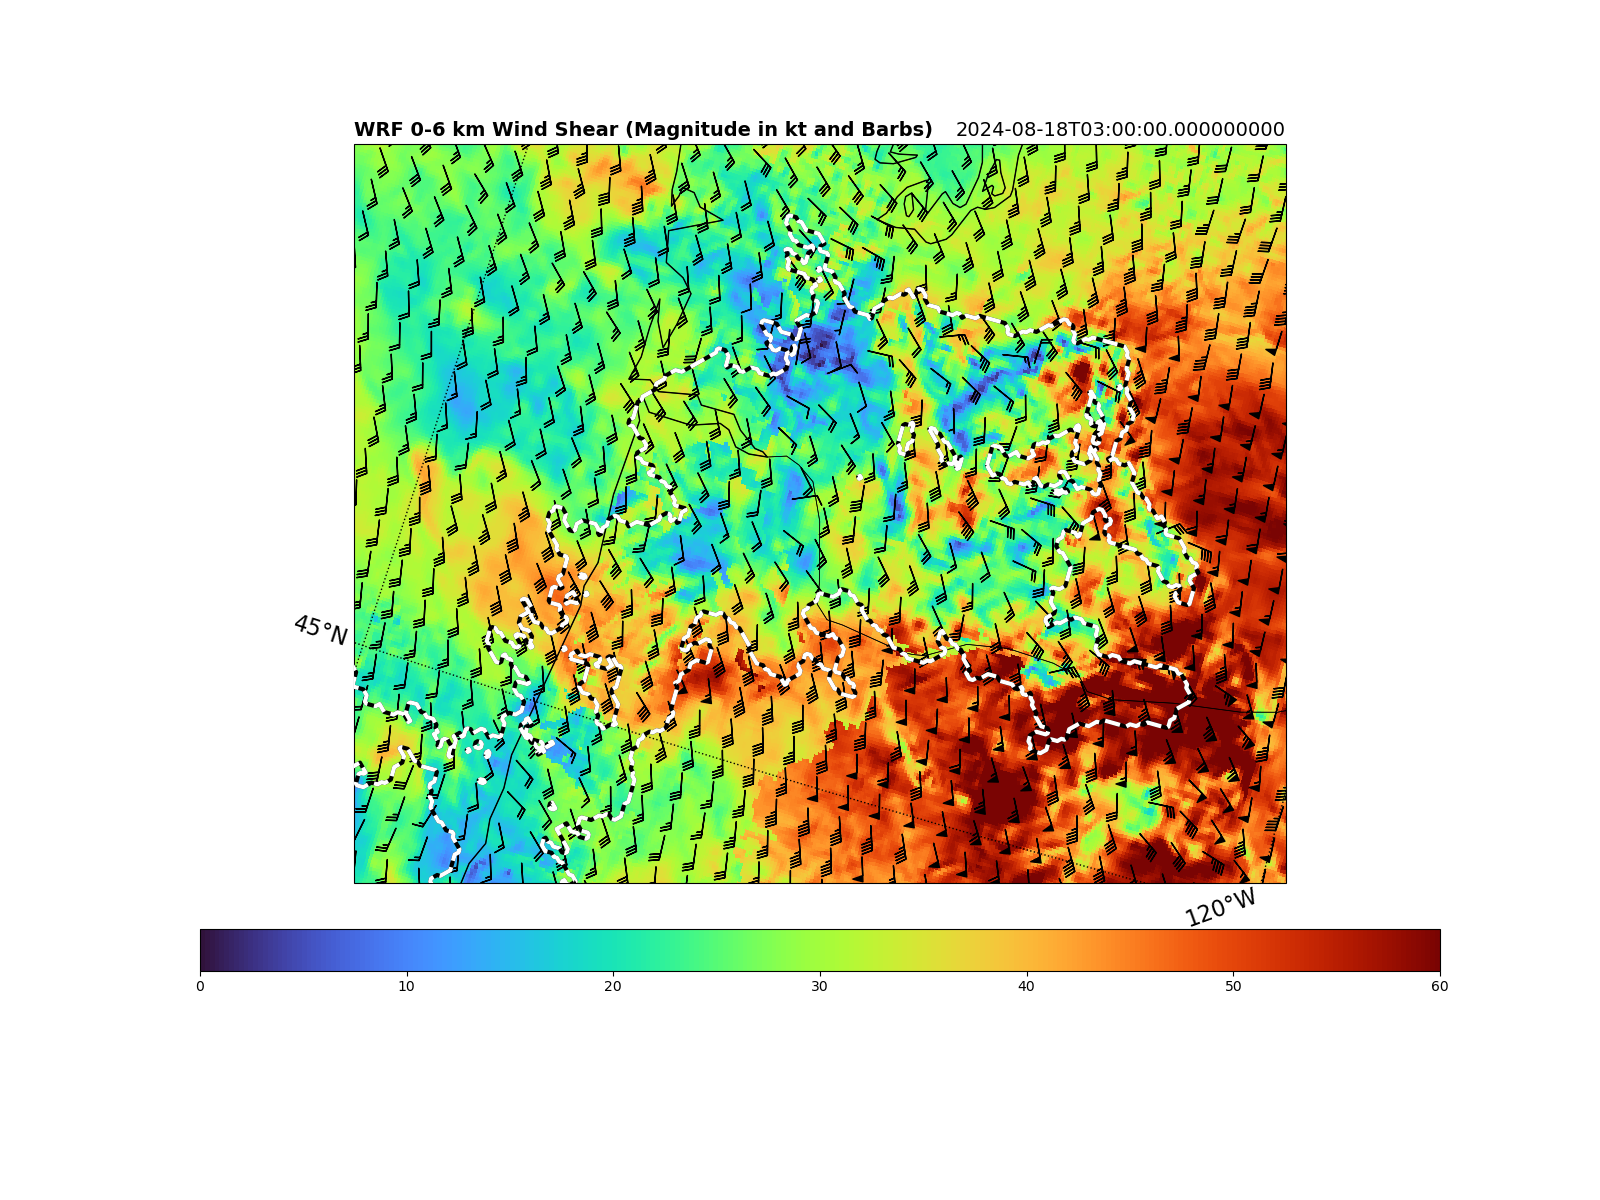 WRF 0-6 km Wind Shear (Magnitude in kt and Barbs) 2024-08-18T03:00:00.000000000
45°N
120°W
0 10 20 30 40 50 60